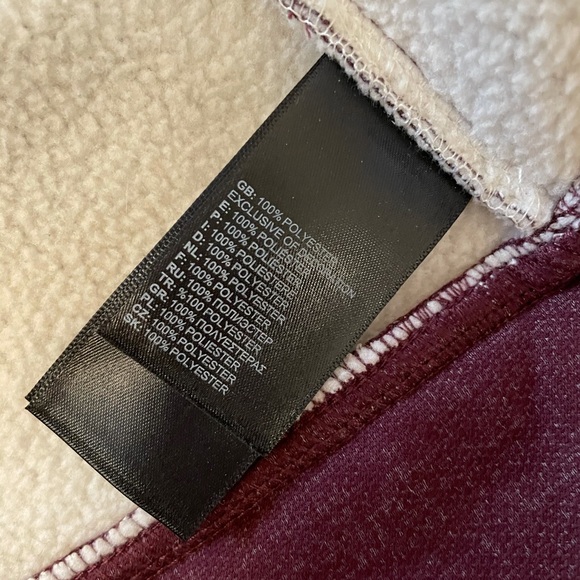 GB: 100% POLYESTER
EXCLUSIVE OF DECORATION
E: 100% POLIÉSTER
P: 100% POLIÉSTER
I: 100% POLIESTERE
D: 100% POLYESTER
NL: 100% POLYESTER
F: 100% POLYESTER
RU: 100% ПОЛИЭСТЕР
TR: %100 POLYESTER
GR: 100% ΠΟΛΥΕΣΤΕΡΑΣ
PL: 100% POLIESTER
CZ: 100% POLYESTER
SK: 100% POLYESTER